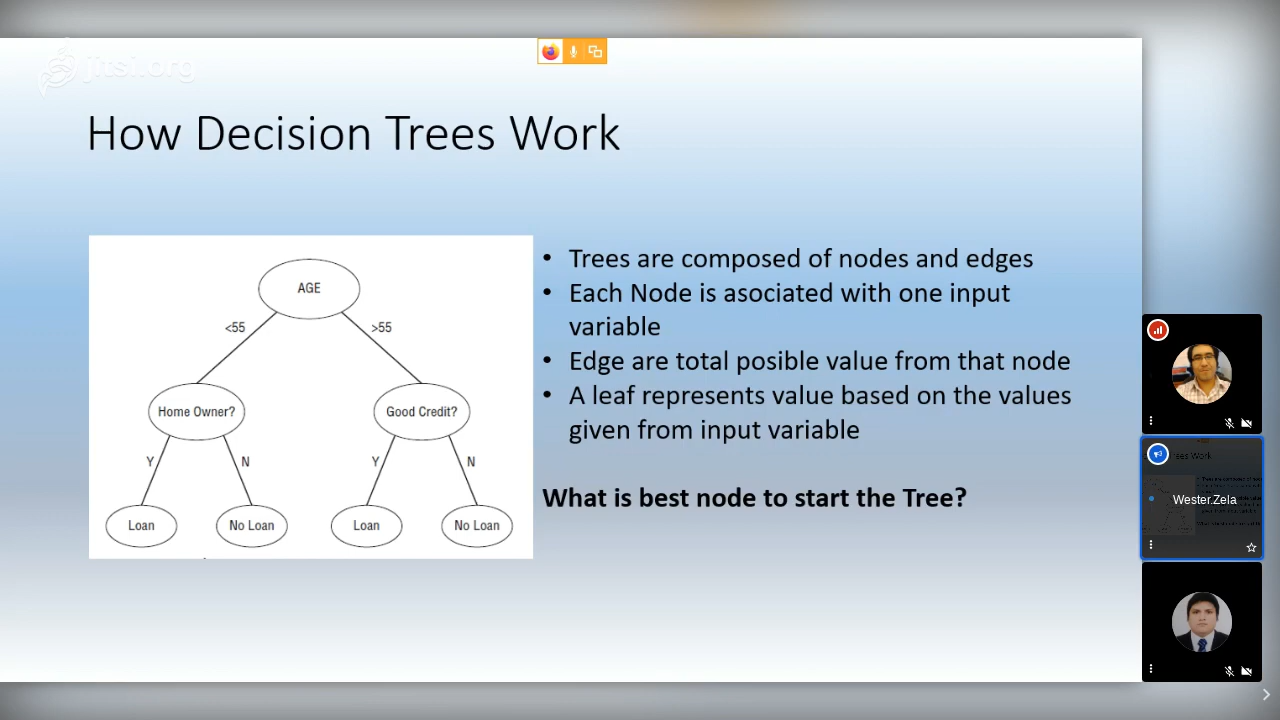 jitsi.org
How Decision Trees Work
AGE
<55
>55
Home Owner?
Good Credit?
Y
N
Y
N
Loan
No Loan
Loan
No Loan
• Trees are composed of nodes and edges
• Each Node is asociated with one input
variable
• Edge are total posible value from that node
• A leaf represents value based on the values
given from input variable
What is best node to start the Tree?
Wester.Zela